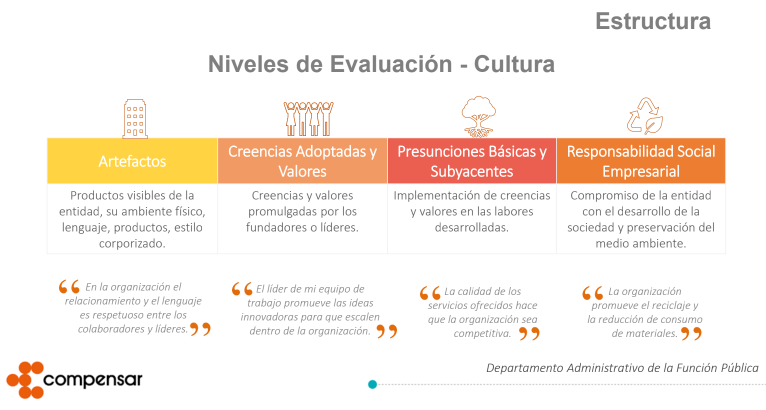 Estructura
Niveles de Evaluación - Cultura
Artefactos
Creencias Adoptadas y
Valores
Presunciones Básicas y
Subyacentes
Responsabilidad Social
Empresarial
Productos visibles de la
entidad, su ambiente físico,
lenguaje, productos, estilo
corporizado.
Creencias y valores
promulgadas por los
fundadores o líderes.
Implementación de creencias
y valores en las labores
desarrolladas.
Compromiso de la entidad
con el desarrollo de la
sociedad y preservación del
medio ambiente.
“ En la organización el
relacionamiento y el lenguaje
es respetuoso entre los
colaboradores y líderes. ”
“ El líder de mi equipo de
trabajo promueve las ideas
innovadoras para que escalen
dentro de la organización. ”
“ La calidad de los
servicios ofrecidos hace
que la organización sea
competitiva. ”
“ La organización
promueve el reciclaje y
la reducción de consumo
de materiales. ”
compensar
Departamento Administrativo de la Función Pública